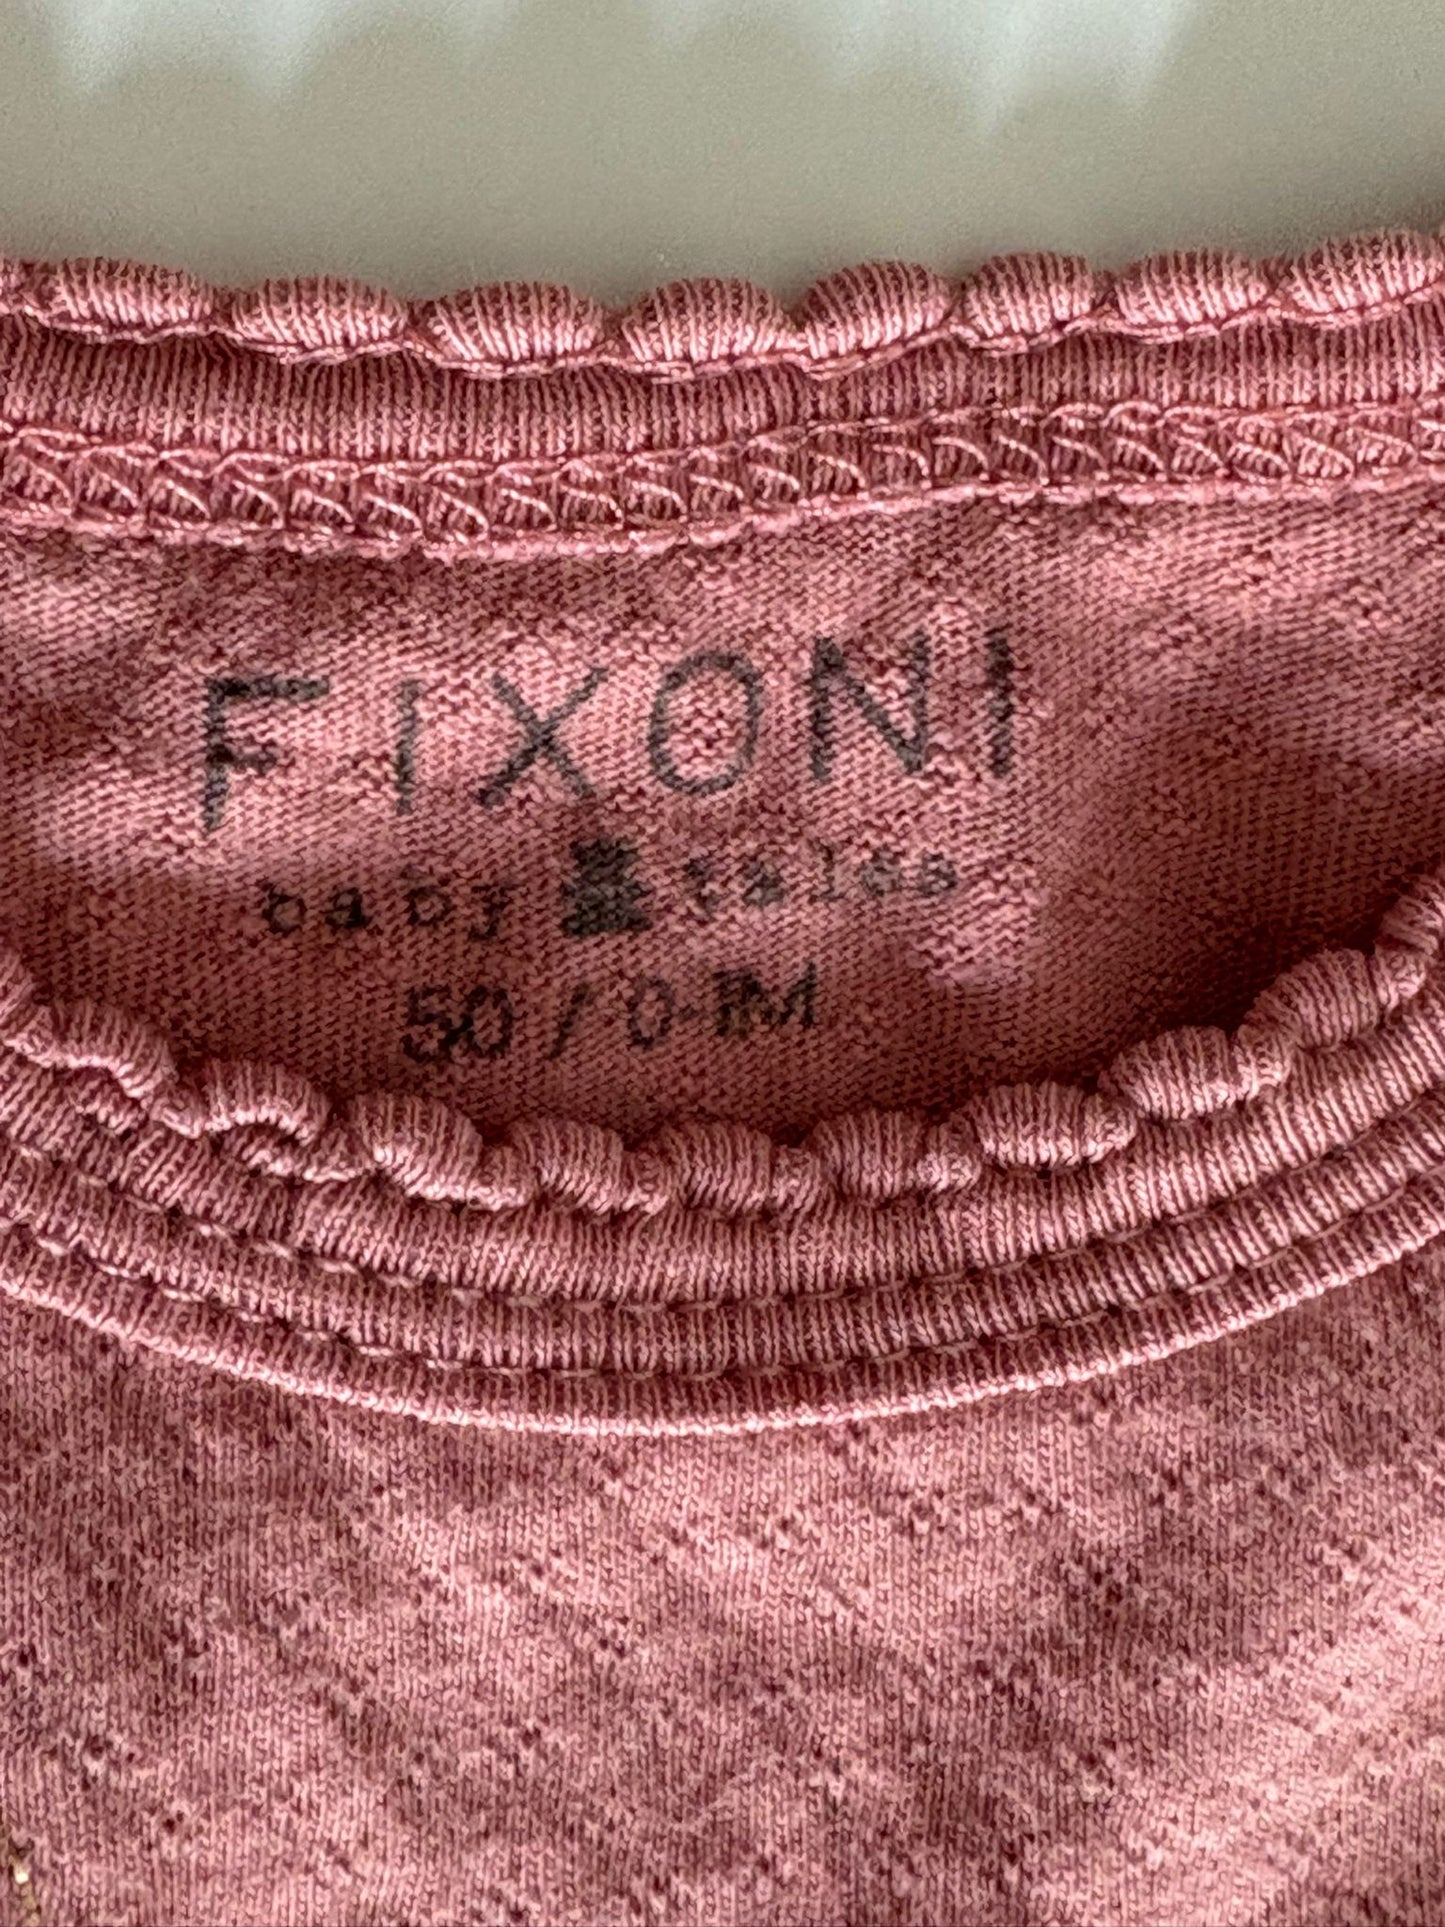 FIXONI
baby tales
50 / 0-1M